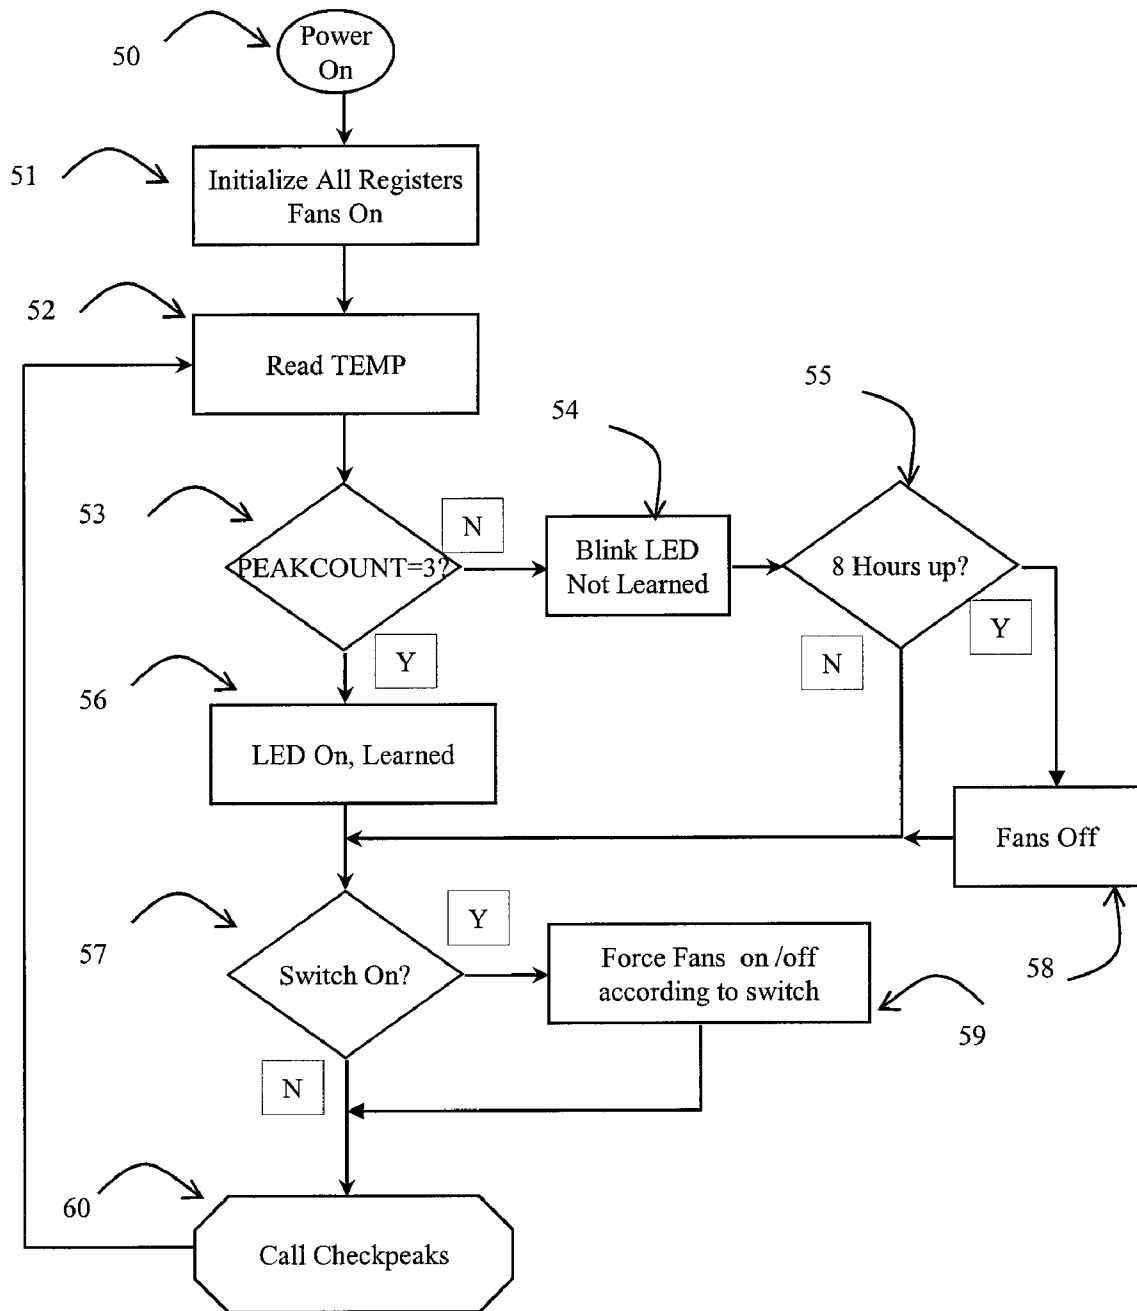 50
Power
On
51
Initialize All Registers
Fans On
52
Read TEMP
53
PEAKCOUNT=3?
N
54
Blink LED
Not Learned
55
8 Hours up?
N
Y
Y
56
LED On, Learned
Fans Off
58
57
Switch On?
Y
Force Fans on /off
according to switch
59
N
60
Call Checkpeaks